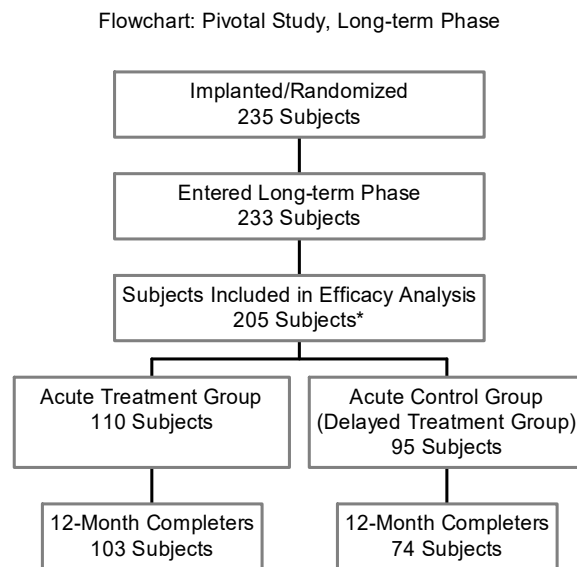 Flowchart: Pivotal Study, Long-term Phase
Implanted/Randomized
235 Subjects
Entered Long-term Phase
233 Subjects
Subjects Included in Efficacy Analysis
205 Subjects*
Acute Treatment Group
110 Subjects
Acute Control Group
(Delayed Treatment Group)
95 Subjects
12-Month Completers
103 Subjects
12-Month Completers
74 Subjects